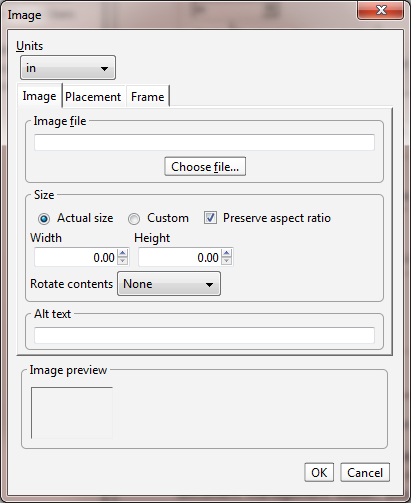 Image
Units
in
Image Placement Frame
Image file
Choose file...
Size
Actual size Custom Preserve aspect ratio
Width Height
0.00 0.00
Rotate contents None
Alt text
Image preview
OK Cancel